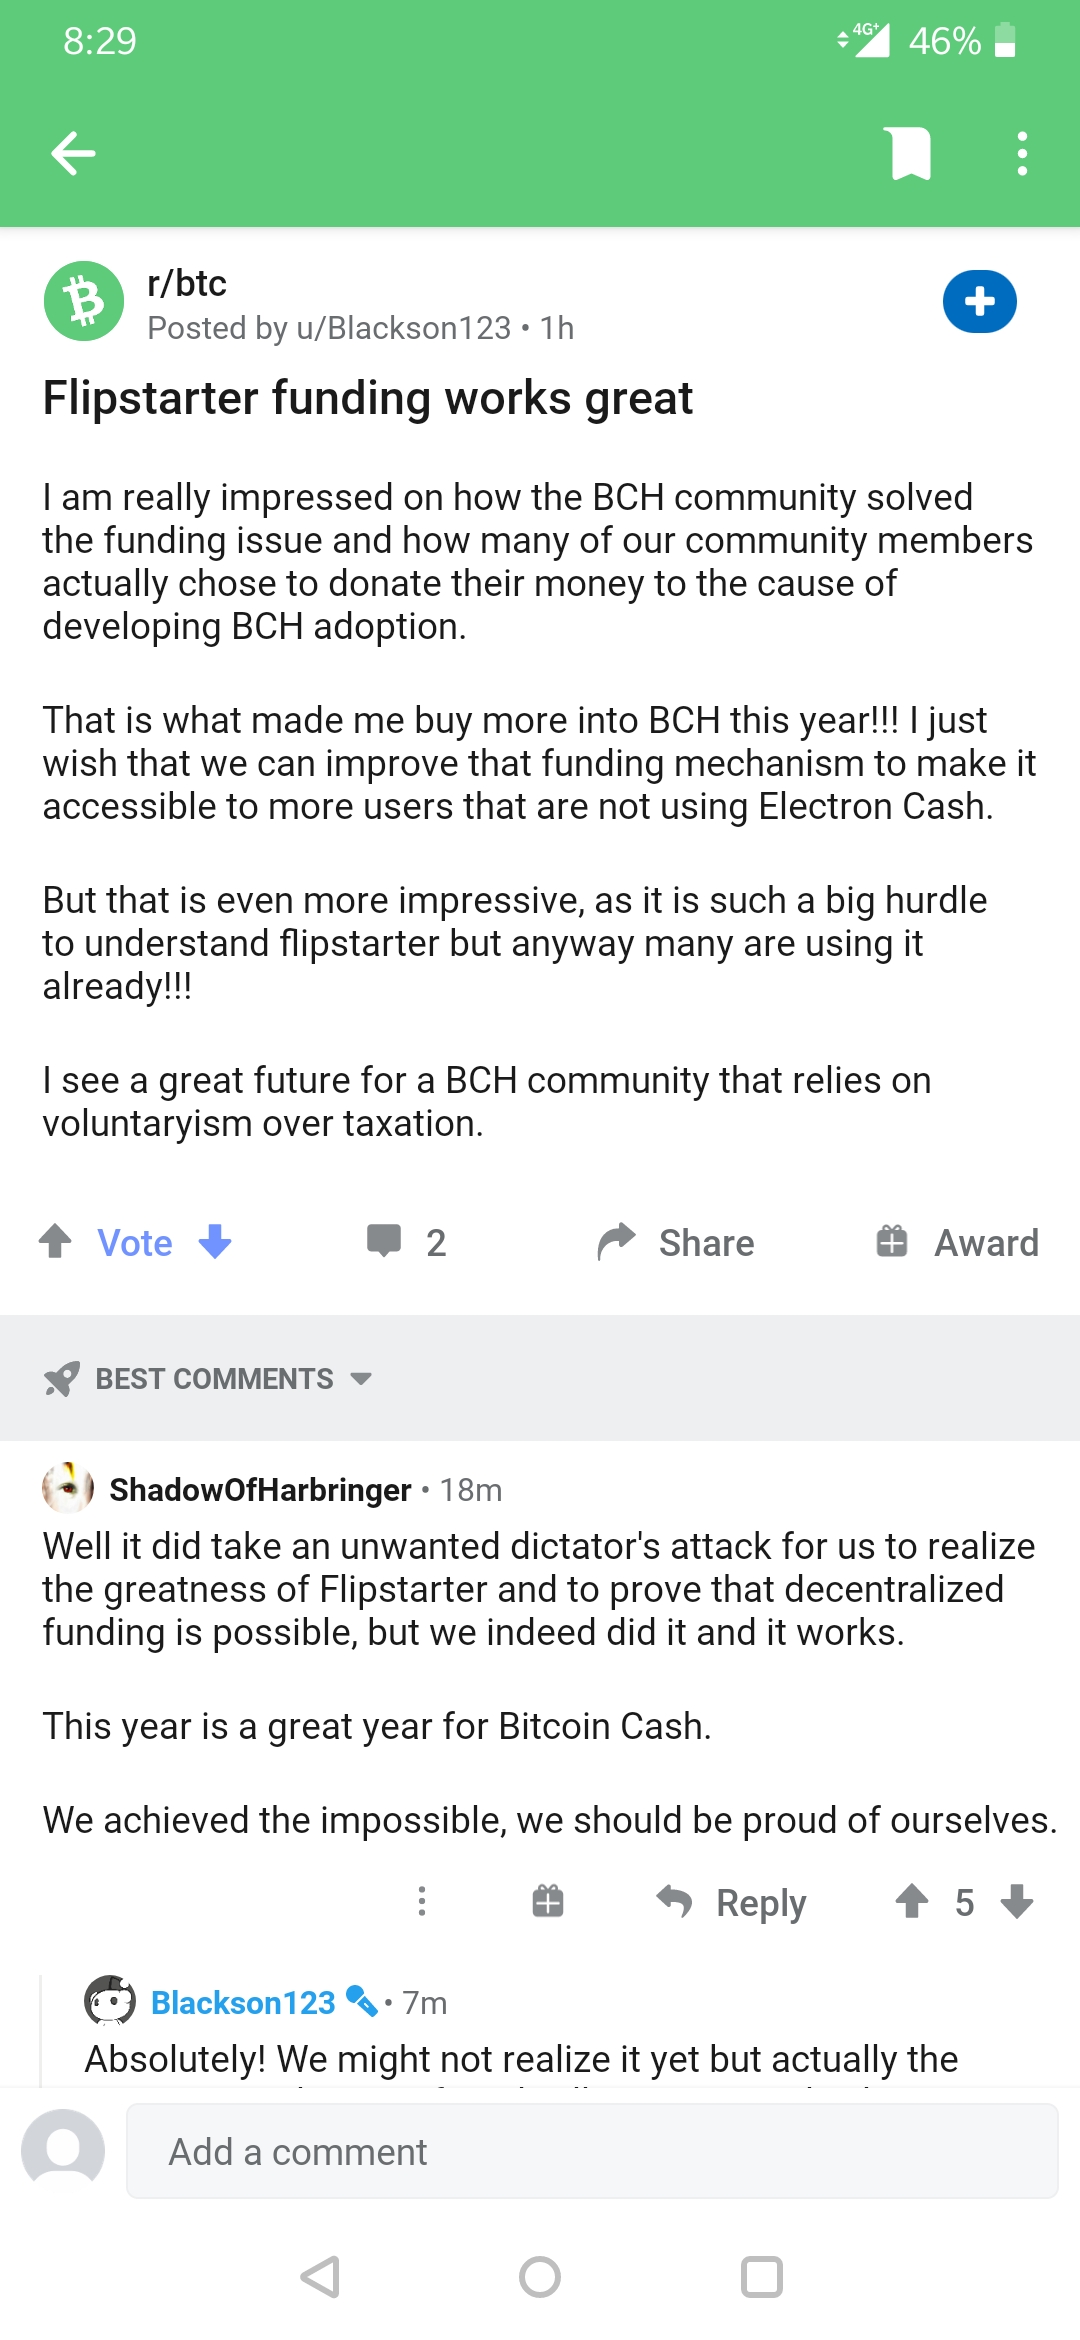 8:29
4G+ 46%
r/btc
Posted by u/Blackson123 • 1h
Flipstarter funding works great
I am really impressed on how the BCH community solved
the funding issue and how many of our community members
actually chose to donate their money to the cause of
developing BCH adoption.
That is what made me buy more into BCH this year!!! I just
wish that we can improve that funding mechanism to make it
accessible to more users that are not using Electron Cash.
But that is even more impressive, as it is such a big hurdle
to understand flipstarter but anyway many are using it
already!!!
I see a great future for a BCH community that relies on
voluntaryism over taxation.
Vote 2 Share Award
BEST COMMENTS
ShadowOfHarbringer • 18m
Well it did take an unwanted dictator's attack for us to realize
the greatness of Flipstarter and to prove that decentralized
funding is possible, but we indeed did it and it works.
This year is a great year for Bitcoin Cash.
We achieved the impossible, we should be proud of ourselves.
Reply 5
Blackson123 • 7m
Absolutely! We might not realize it yet but actually the
Add a comment